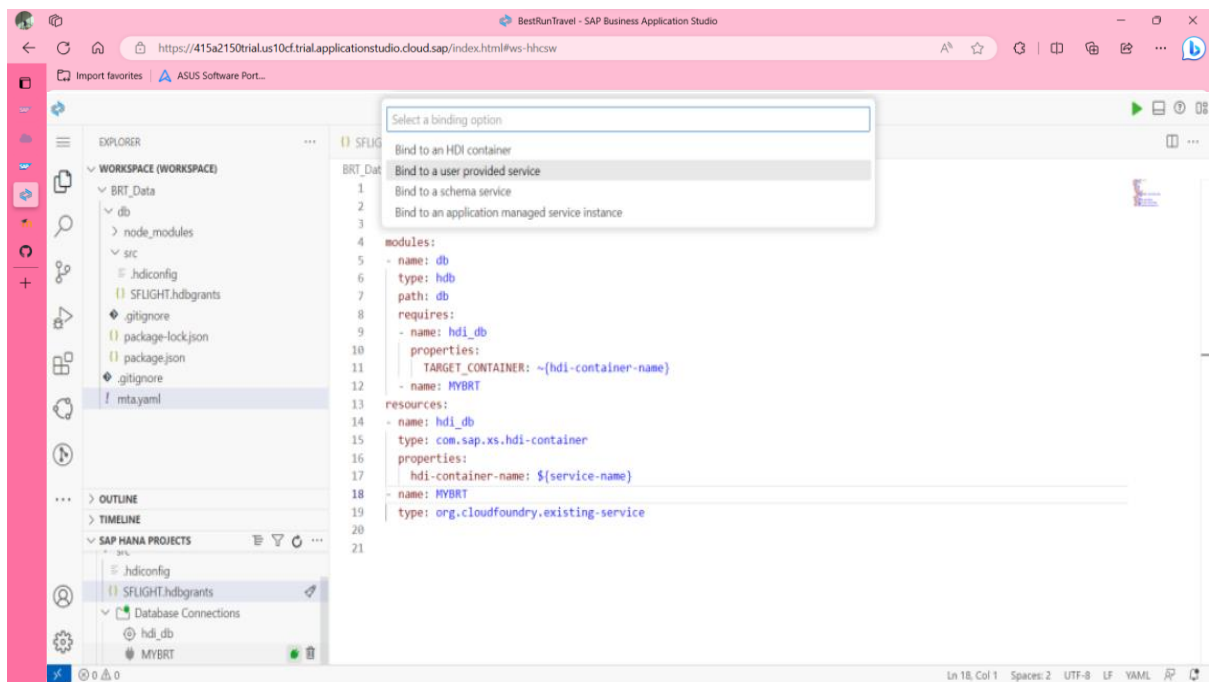 BestRunTravel - SAP Business Application Studio
https://415a2150trial.us10cf.trial.applicationstudio.cloud.sap/index.html#ws-hhcsw
Import favorites
ASUS Software Port...
Select a binding option
Bind to an HDI container
Bind to a user provided service
Bind to a schema service
Bind to an application managed service instance
EXPLORER
WORKSPACE (WORKSPACE)
BRT_Data
db
node_modules
src
.hdiconfig
SFLIGHT.hdbgrants
.gitignore
package-lock.json
package.json
.gitignore
mta.yaml
OUTLINE
TIMELINE
SAP HANA PROJECTS
src
.hdiconfig
SFLIGHT.hdbgrants
Database Connections
hdi_db
MYBRT
{} SFLIG
BRT_Dat
1
2
3
4 modules:
5 - name: db
6 type: hdb
7 path: db
8 requires:
9 - name: hdi_db
10 properties:
11 TARGET_CONTAINER: ~{hdi-container-name}
12 - name: MYBRT
13 resources:
14 - name: hdi_db
15 type: com.sap.xs.hdi-container
16 properties:
17 hdi-container-name: ${service-name}
18 - name: MYBRT
19 type: org.cloudfoundry.existing-service
20
21
0 0
Ln 18, Col 1 Spaces: 2 UTF-8 LF YAML